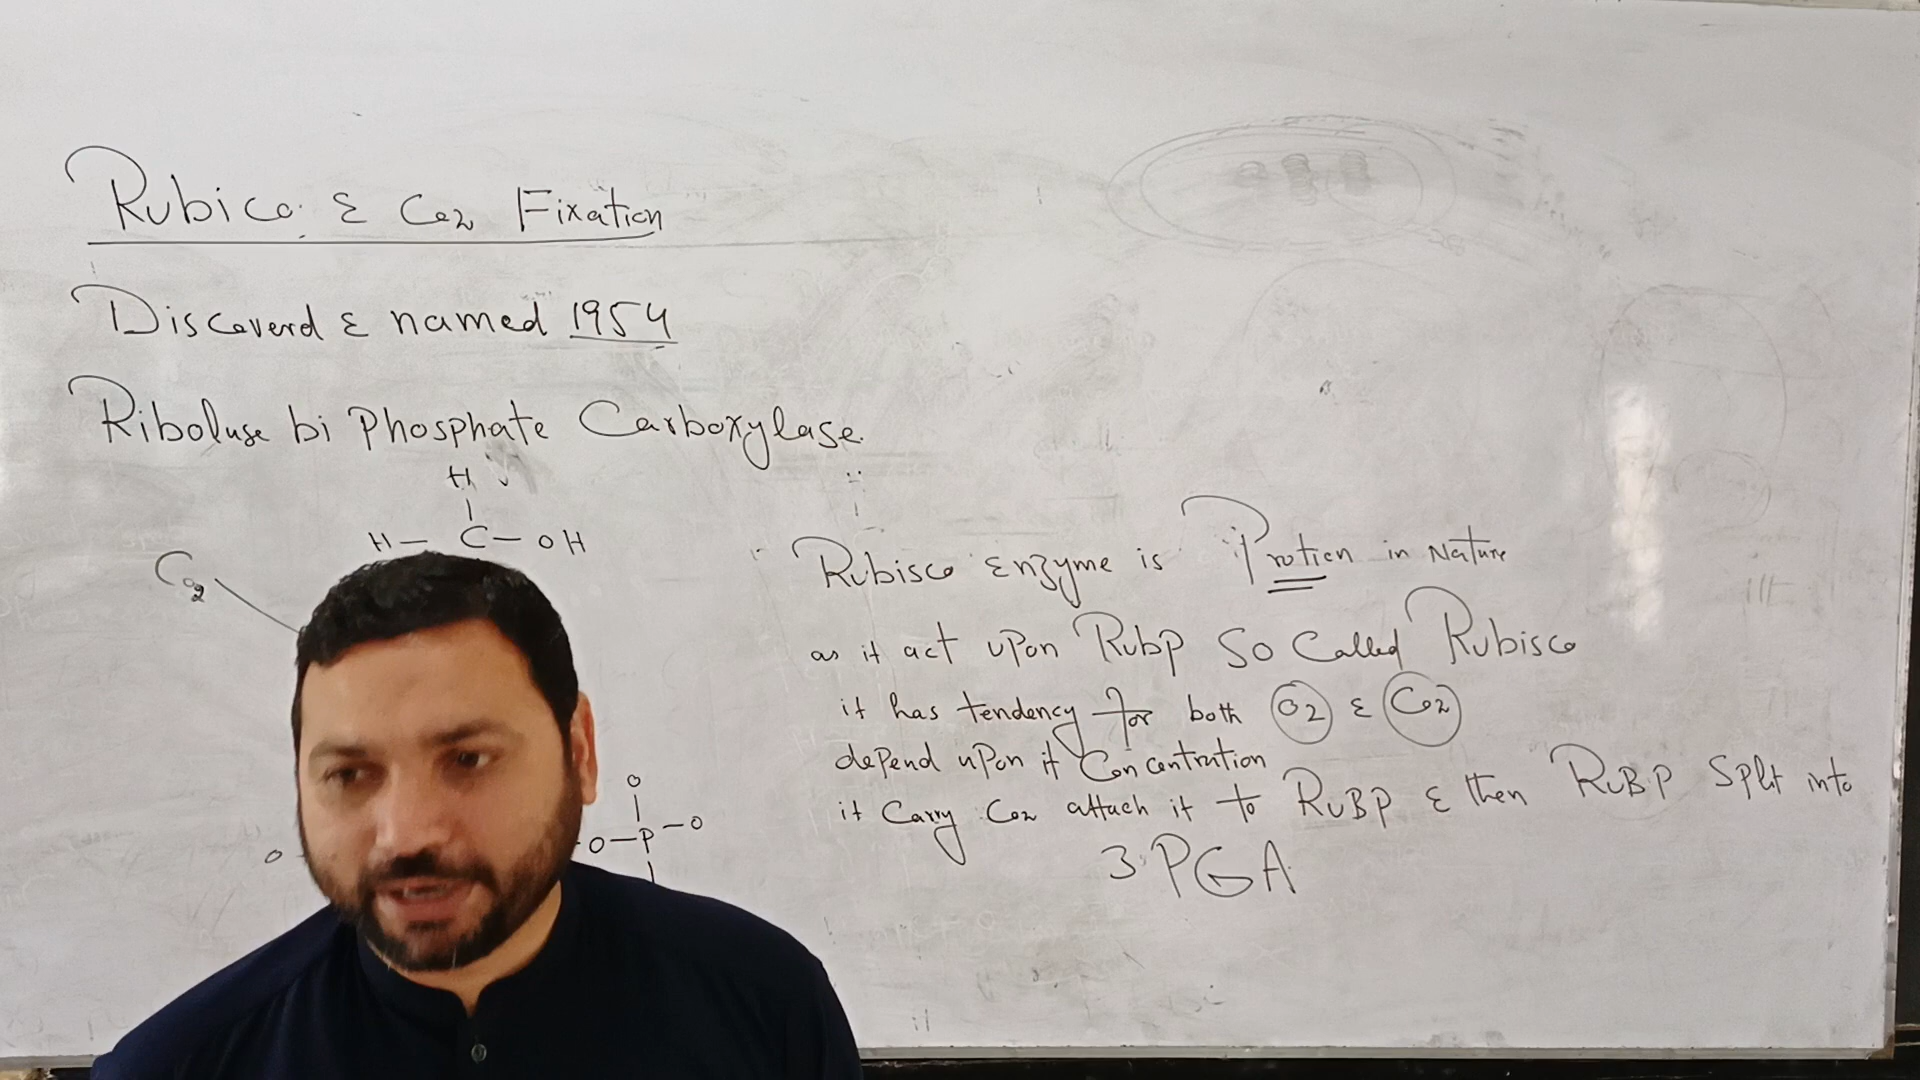 Rubico & Co2 Fixation
Discoverd & named 1954
Riboluse bi Phosphate Carboxylase.
H
H — C — OH
Co2
O
O — P — O
O
Rubisco Enzyme is Protien in Nature
as it act upon Rubp So Called Rubisco
it has tendency for both O2 & Co2
depend upon it Concentration
it Carry Co2 attach it to RuBP & then RuBP Split into
3 PGA